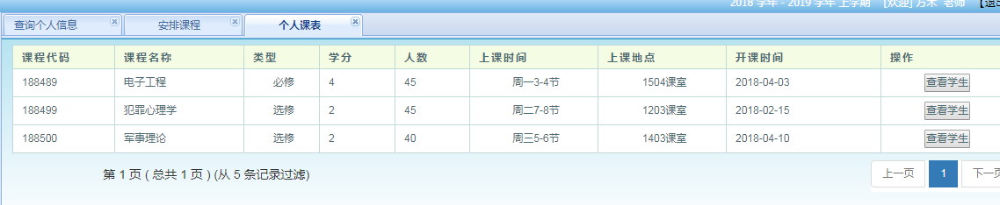 2018 学年 - 2019 学年 上学期 [欢迎] 方木 老师
查询个人信息 安排课程 个人课表
课程代码 课程名称 类型 学分 人数 上课时间 上课地点 开课时间 操作
188489 电子工程 必修 4 45 周一3-4节 1504课室 2018-04-03 查看学生
188499 犯罪心理学 选修 2 45 周二7-8节 1203课室 2018-02-15 查看学生
188500 军事理论 选修 2 40 周三5-6节 1403课室 2018-04-10 查看学生
第 1 页 ( 总共 1 页 ) (从 5 条记录过滤) 上一页 1 下一页